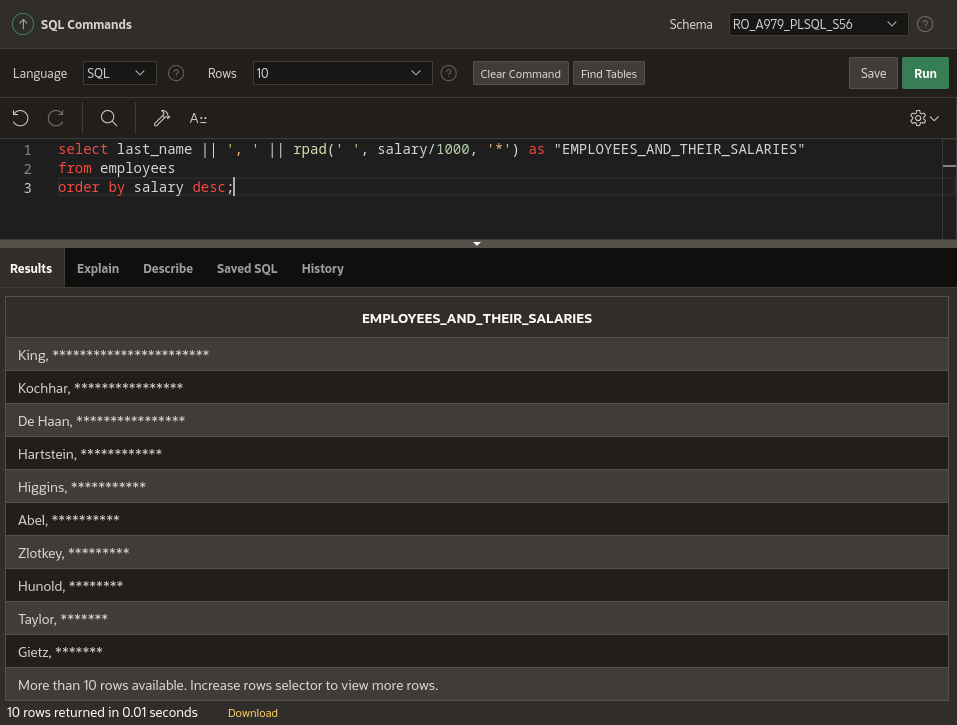 SQL Commands
Schema RO_A979_PLSQL_S56
Language SQL Rows 10 Clear Command Find Tables Save Run
1 select last_name || ', ' || rpad(' ', salary/1000, '*') as "EMPLOYEES_AND_THEIR_SALARIES"
2 from employees
3 order by salary desc;
Results Explain Describe Saved SQL History
EMPLOYEES_AND_THEIR_SALARIES
King, ***********************
Kochhar, ****************
De Haan, ****************
Hartstein, ************
Higgins, ***********
Abel, **********
Zlotkey, *********
Hunold, ********
Taylor, *******
Gietz, *******
More than 10 rows available. Increase rows selector to view more rows.
10 rows returned in 0.01 seconds Download